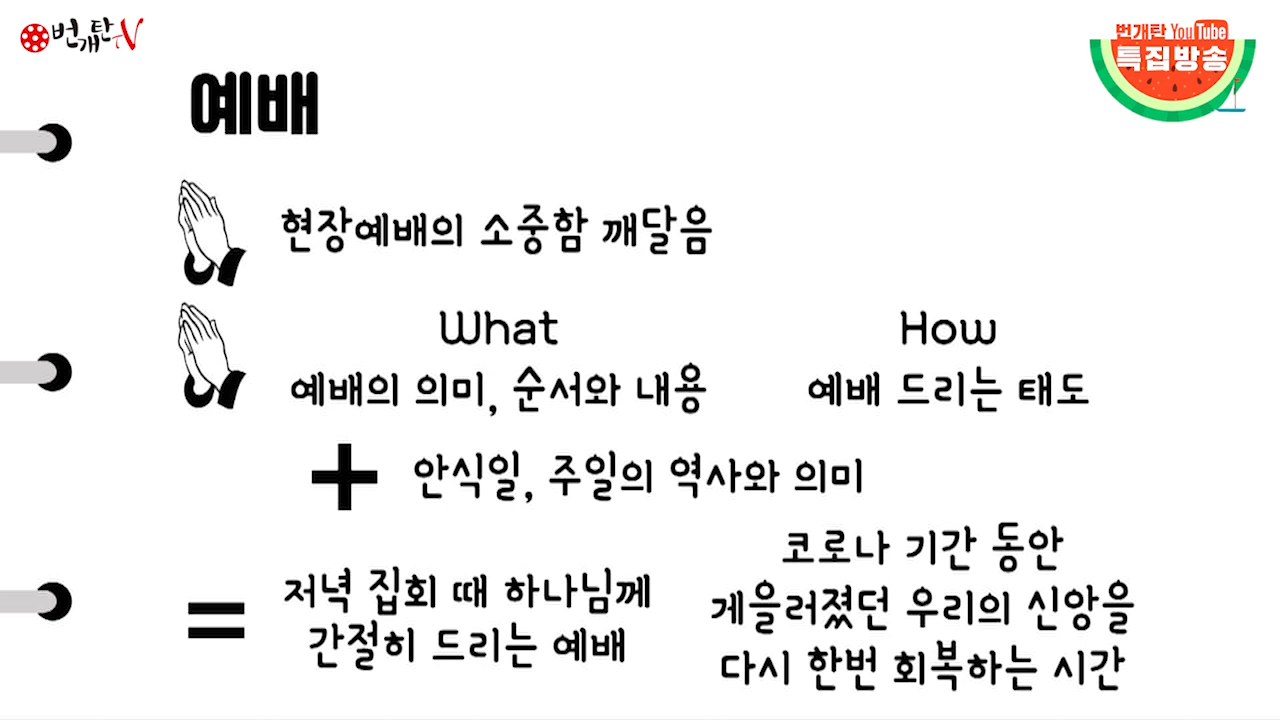 번개탄TV
번개탄 YouTube
특집방송
예배
현장예배의 소중함 깨달음
What
How
예배의 의미, 순서와 내용
예배 드리는 태도
+ 안식일, 주일의 역사와 의미
= 저녁 집회 때 하나님께
간절히 드리는 예배
코로나 기간 동안
게을러졌던 우리의 신앙을
다시 한번 회복하는 시간